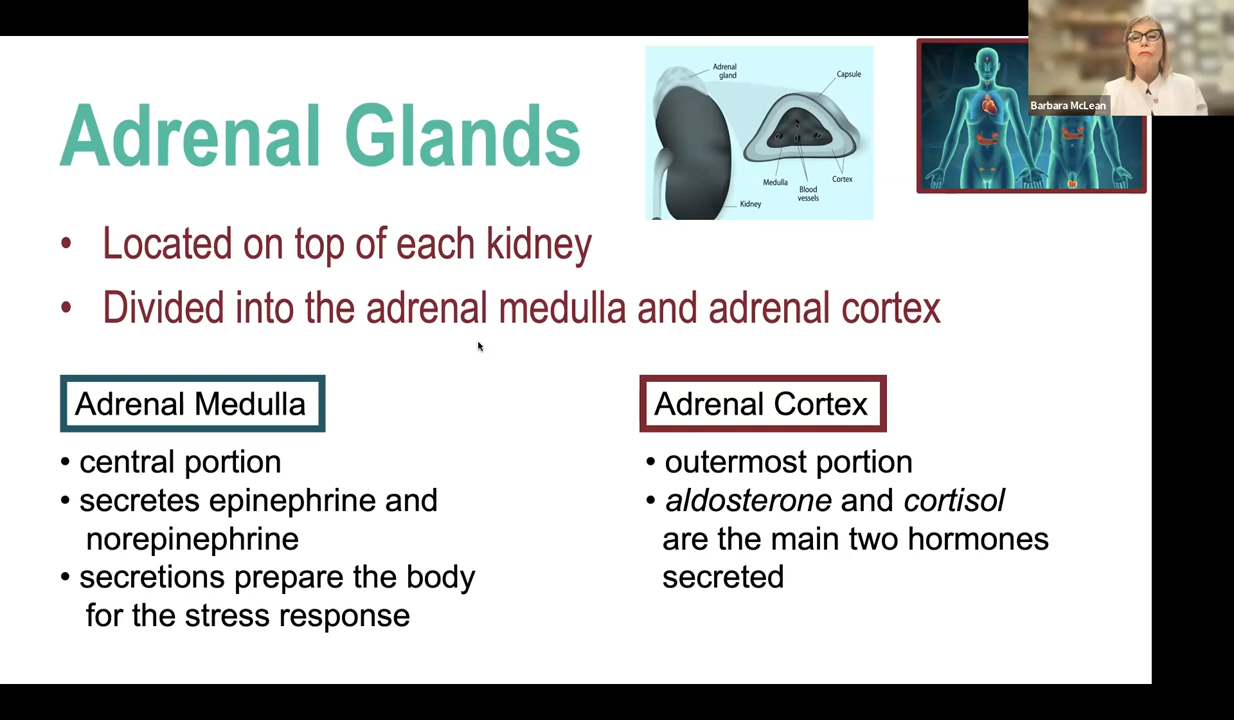 Adrenal Glands
Adrenal
gland
Capsule
Medulla
Blood
vessels
Cortex
Kidney
Barbara McLean
• Located on top of each kidney
• Divided into the adrenal medulla and adrenal cortex
Adrenal Medulla
• central portion
• secretes epinephrine and
norepinephrine
• secretions prepare the body
for the stress response
Adrenal Cortex
• outermost portion
• aldosterone and cortisol
are the main two hormones
secreted